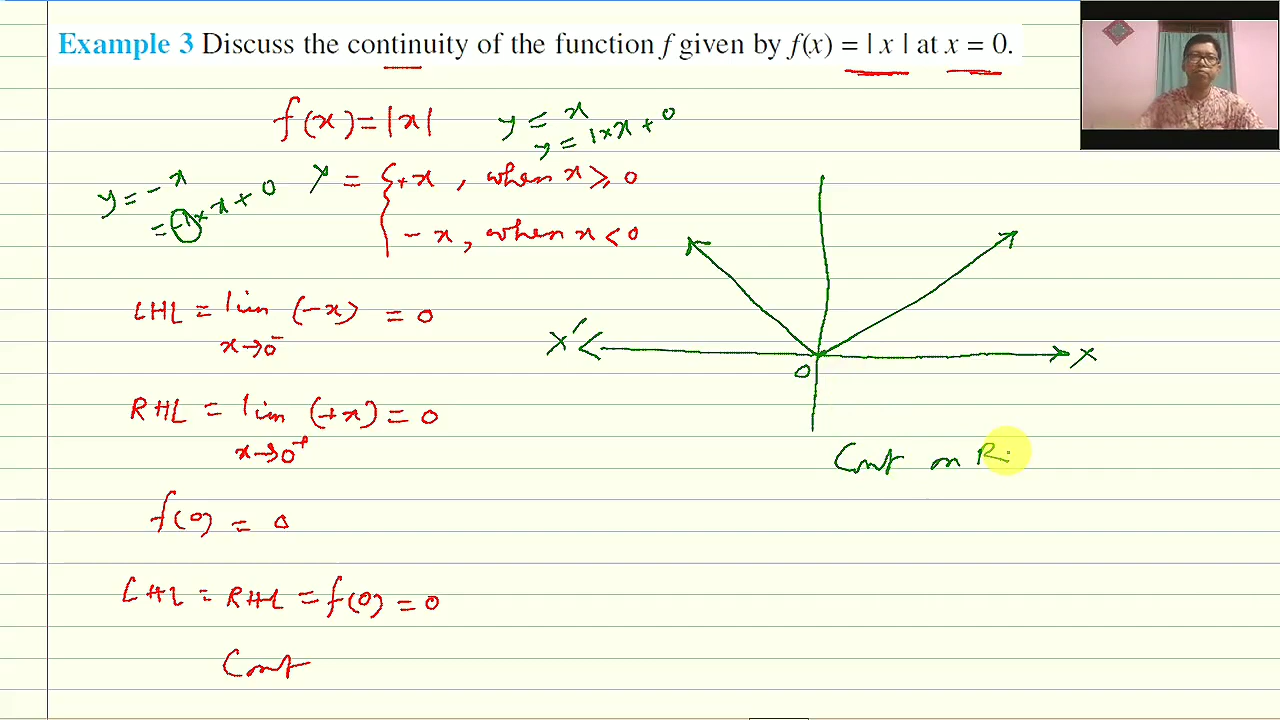 Example 3 Discuss the continuity of the function f given by f(x) = | x | at x = 0.
f(x) = |x|
y = x
y = 1×x + 0
y = -x
= -1 × x + 0
y = { +x , when x ≥ 0
-x , when x < 0
LHL = lim (-x) = 0
x→0⁻
RHL = lim (+x) = 0
x→0⁺
f(0) = 0
LHL = RHL = f(0) = 0
Cont
X'
O
X
Cont on R.